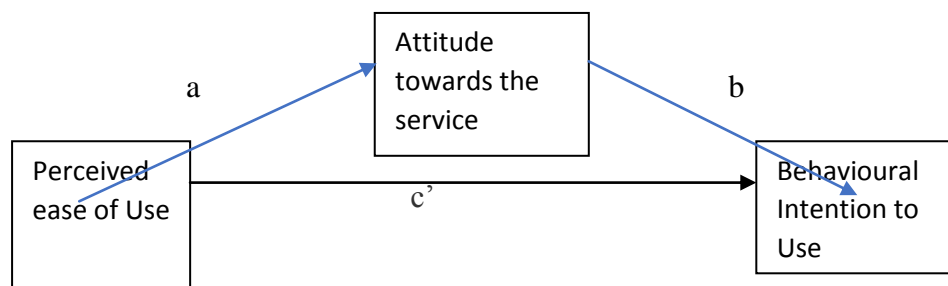 Attitude
towards the
service
a
b
Perceived
ease of Use
c’
Behavioural
Intention to
Use